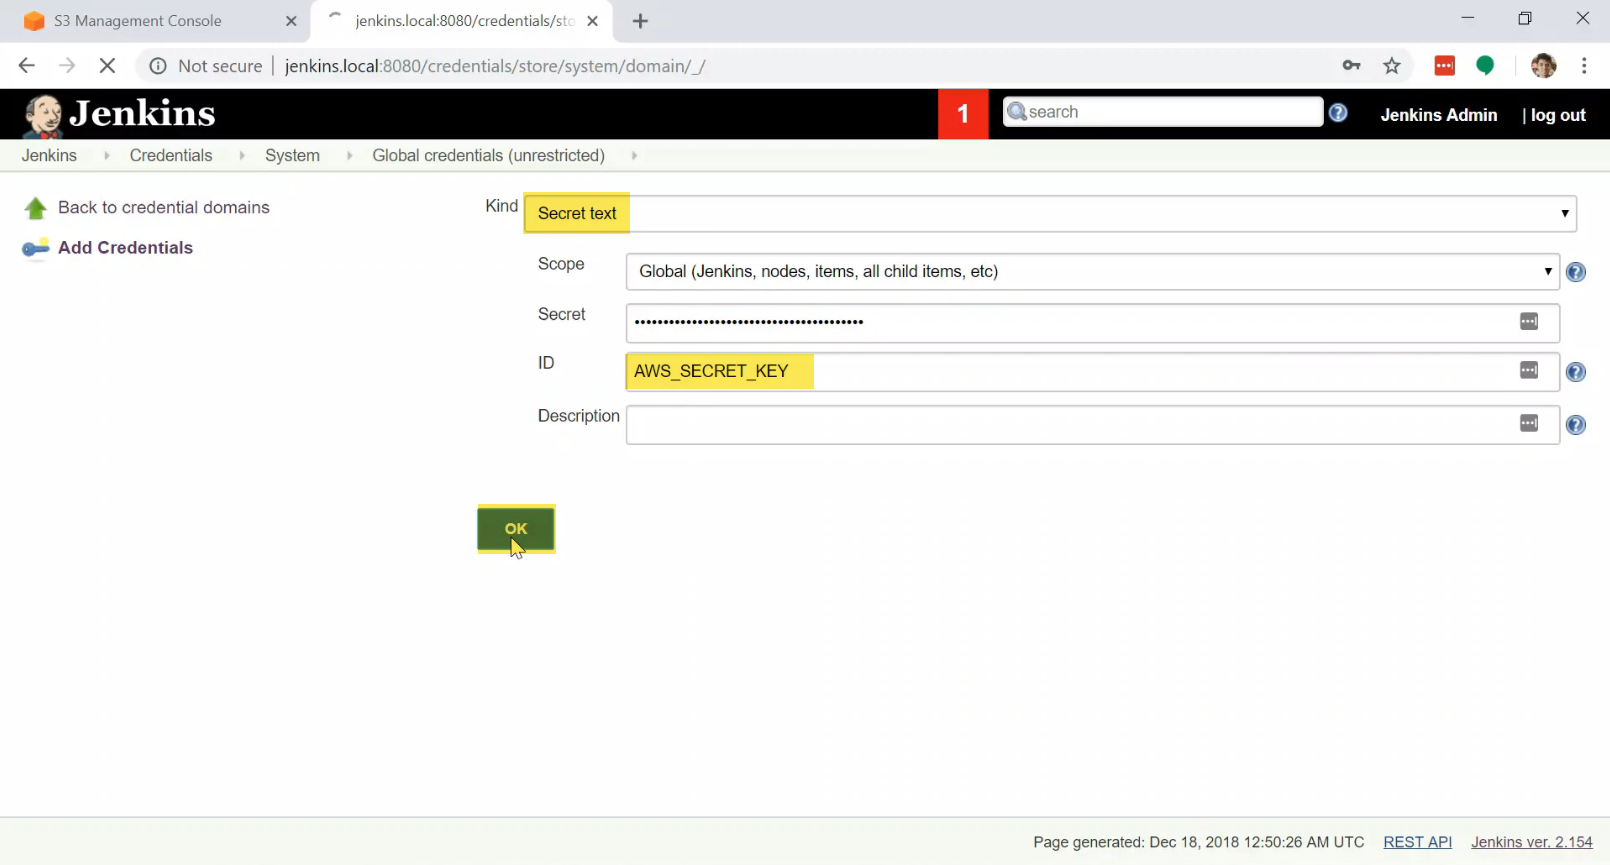 S3 Management Console
jenkins.local:8080/credentials/sto
Not secure
jenkins.local:8080/credentials/store/system/domain/_/
Jenkins
1
search
Jenkins Admin
| log out
Jenkins
Credentials
System
Global credentials (unrestricted)
Back to credential domains
Add Credentials
Kind
Secret text
Scope
Global (Jenkins, nodes, items, all child items, etc)
Secret
••••••••••••••••••••••••••••••••••••••••
ID
AWS_SECRET_KEY
Description
OK
Page generated: Dec 18, 2018 12:50:26 AM UTC
REST API
Jenkins ver. 2.154